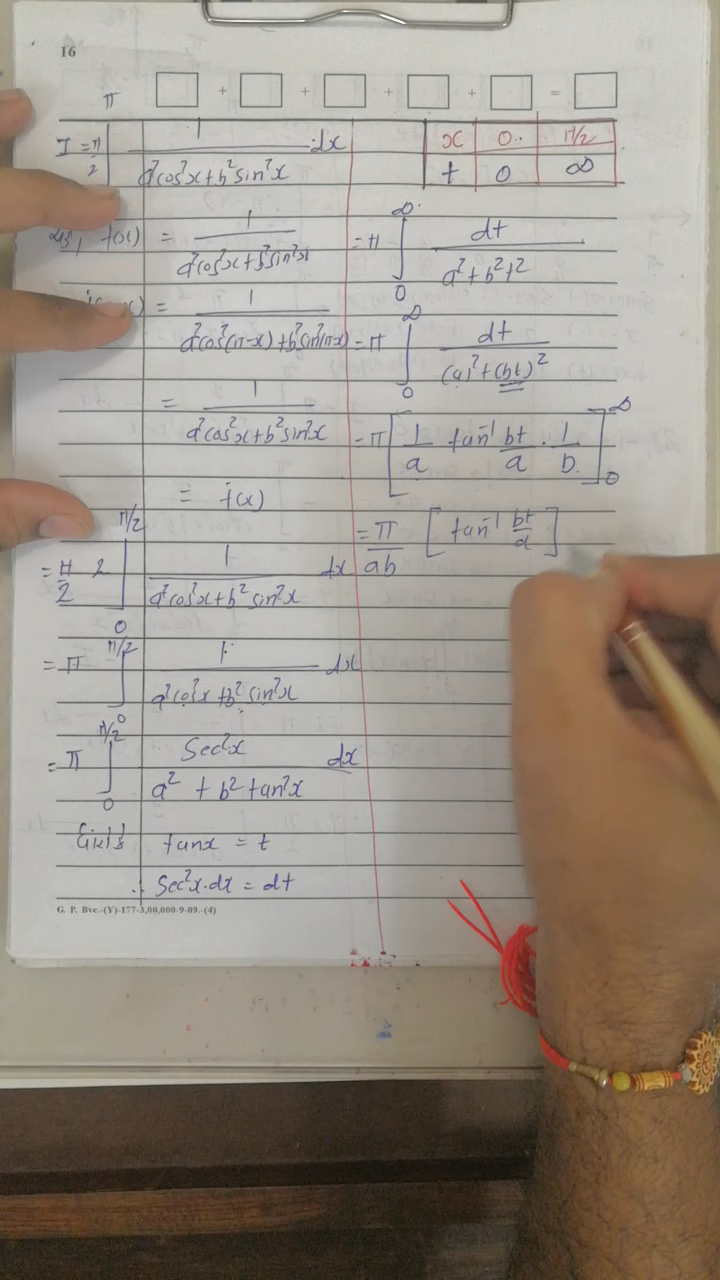 16
π + + + + =
I = π/2 ∫ 1/(a²cos²x + b²sin²x) dx
f(x) = 1/(a²cos²x + b²sin²x)
= 1/(a²cos²(π-x) + b²sin²(π-x))
= 1/(a²cos²x + b²sin²x)
= f(x)
= π/2 2 ∫₀^(π/2) 1/(a²cos²x + b²sin²x) dx
= π ∫₀^(π/2) 1/(a²cos²x + b²sin²x) dx
= π ∫₀^(π/2) Sec²x/(a² + b²tan²x) dx
tanx = t
∴ Sec²x.dx = dt
G. P. Bvc.-(Y)-177-3,00,000-9-09.-(4)
x 0 π/2
t 0 ∞
= π ∫₀^∞ dt/(a² + b²t²)
= π ∫₀^∞ dt/((a)² + (bt)²)
= π [1/a tan⁻¹ bt/a . 1/b]₀^∞
= π/ab [tan⁻¹ bt/a]